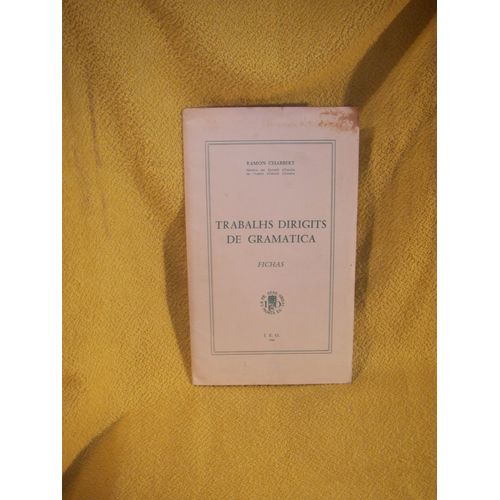 RAMON CHABBERT
TRABALHS DIRIGITS
DE GRAMATICA
FICHAS
I. E. O.